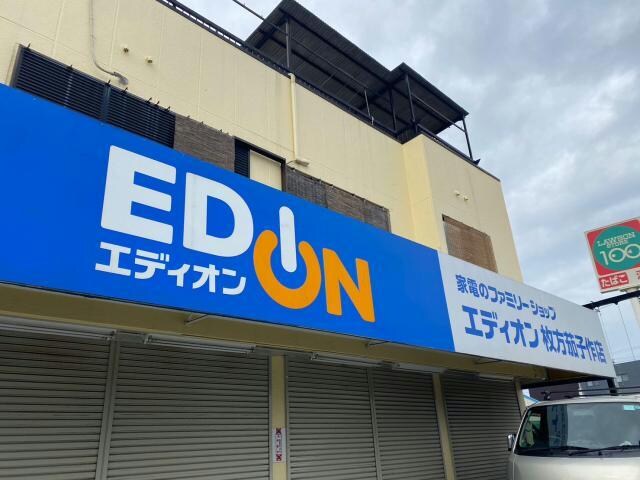 EDION
エディオン
家電のファミリーショップ
エディオン 枚方茄子作店
LAWSON
STORE
100
たばこ